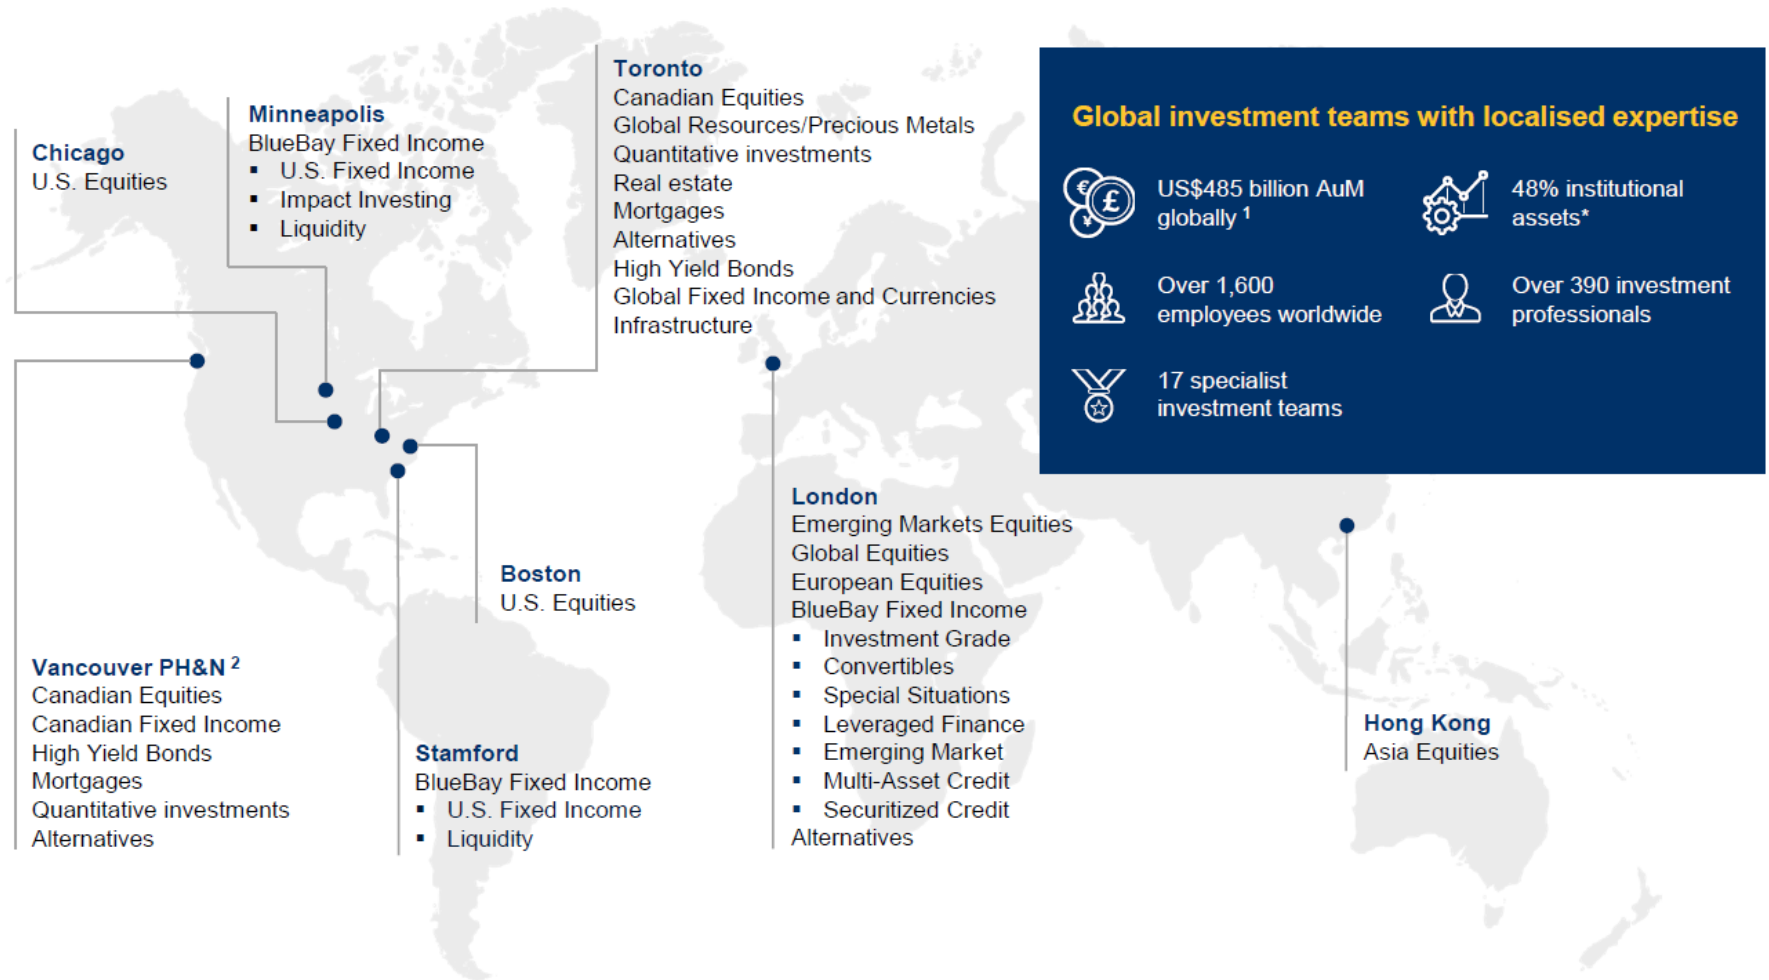 Chicago
U.S. Equities
Minneapolis
BlueBay Fixed Income
▪ U.S. Fixed Income
▪ Impact Investing
▪ Liquidity
Toronto
Canadian Equities
Global Resources/Precious Metals
Quantitative investments
Real estate
Mortgages
Alternatives
High Yield Bonds
Global Fixed Income and Currencies
Infrastructure
Global investment teams with localised expertise
€ £ ¥
US$485 billion AuM
globally ¹
48% institutional
assets*
Over 1,600
employees worldwide
Over 390 investment
professionals
17 specialist
investment teams
Vancouver PH&N ²
Canadian Equities
Canadian Fixed Income
High Yield Bonds
Mortgages
Quantitative investments
Alternatives
Stamford
BlueBay Fixed Income
▪ U.S. Fixed Income
▪ Liquidity
Boston
U.S. Equities
London
Emerging Markets Equities
Global Equities
European Equities
BlueBay Fixed Income
▪ Investment Grade
▪ Convertibles
▪ Special Situations
▪ Leveraged Finance
▪ Emerging Market
▪ Multi-Asset Credit
▪ Securitized Credit
Alternatives
Hong Kong
Asia Equities